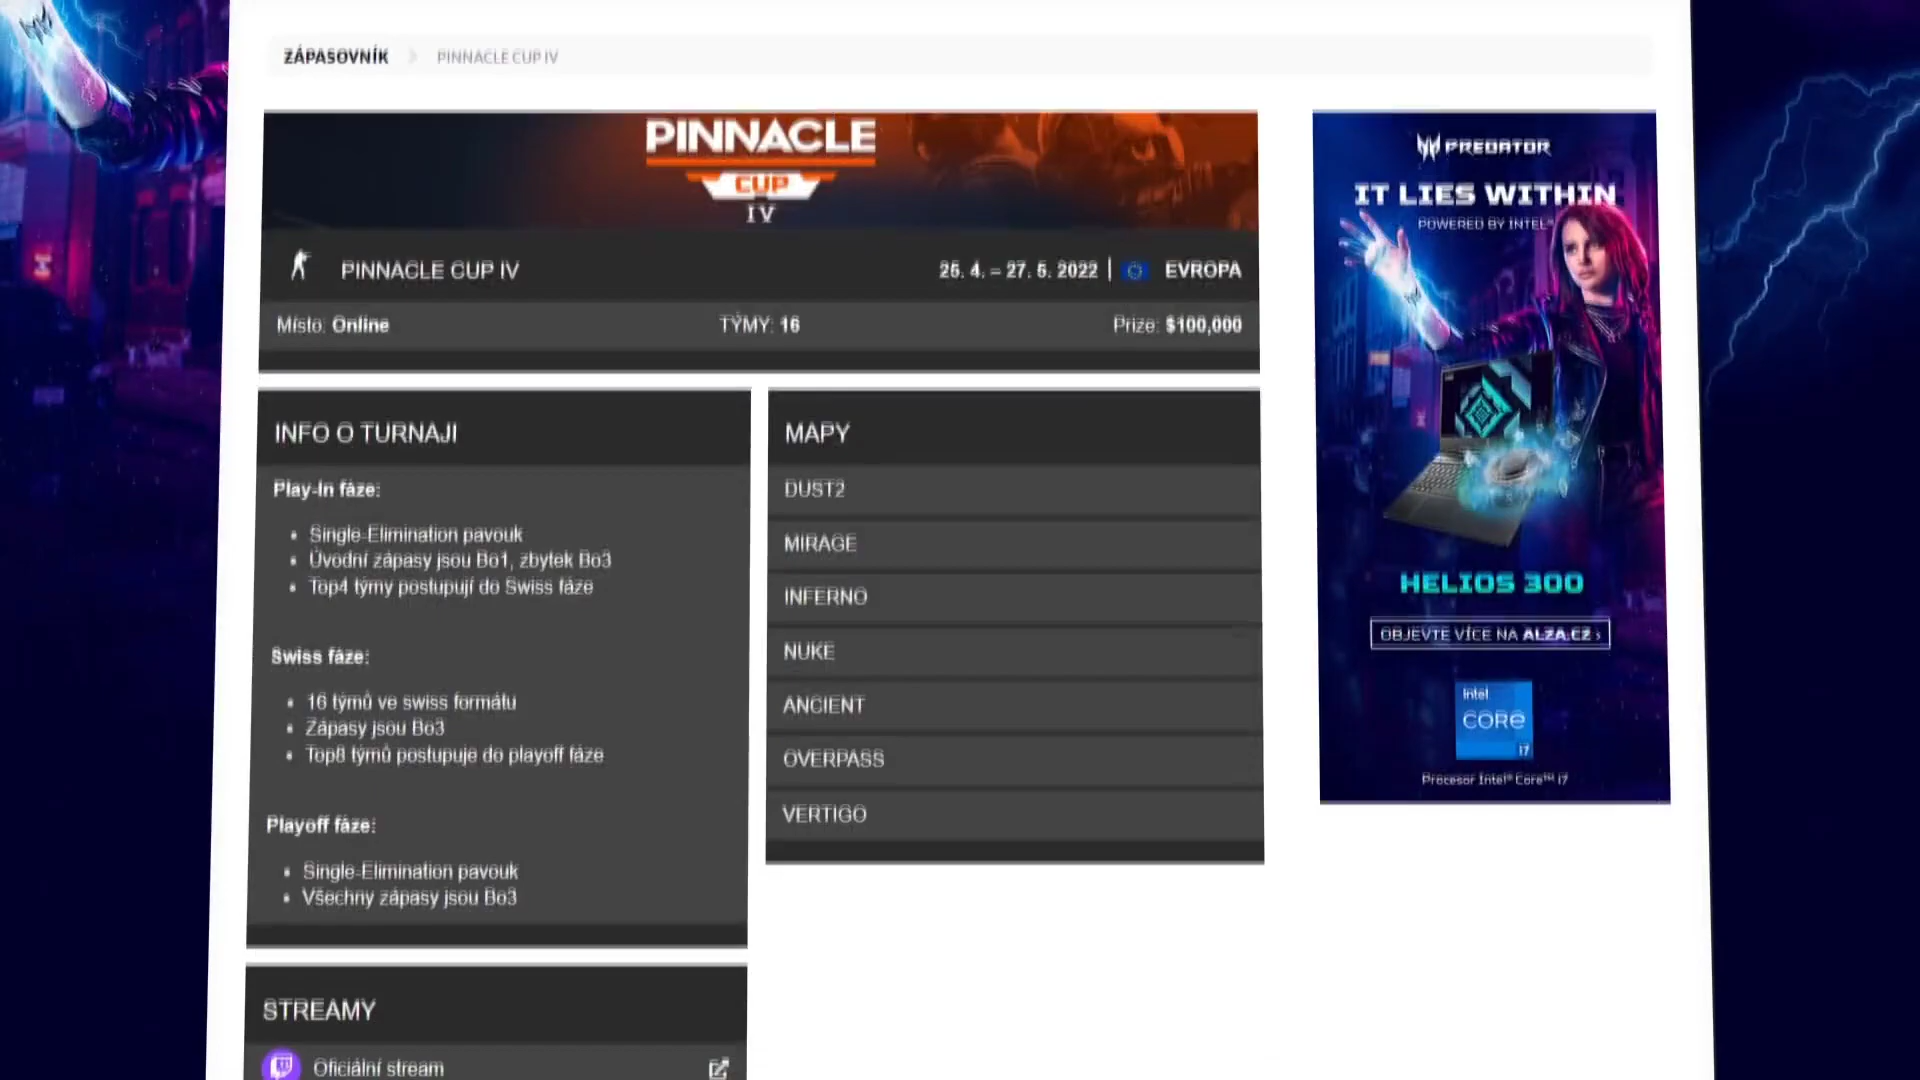 ZÁPASOVNÍK PINNACLE CUP IV
PINNACLE
CUP
IV
PINNACLE CUP IV
25. 4. – 27. 5. 2022 | EVROPA
Místo: Online
TÝMY: 16
Prize: $100,000
INFO O TURNAJI
Play-In fáze:
• Single-Elimination pavouk
• Úvodní zápasy jsou Bo1, zbytek Bo3
• Top4 týmy postupují do Swiss fáze
Swiss fáze:
• 16 týmů ve swiss formátu
• Zápasy jsou Bo3
• Top8 týmů postupuje do playoff fáze
Playoff fáze:
• Single-Elimination pavouk
• Všechny zápasy jsou Bo3
STREAMY
Oficiální stream
MAPY
DUST2
MIRAGE
INFERNO
NUKE
ANCIENT
OVERPASS
VERTIGO
PREDATOR
IT LIES WITHIN
POWERED BY INTEL®
HELIOS 300
OBJEVTE VÍCE NA ALZA.CZ ›
intel
CORE
i7
Procesor Intel® Core™ i7